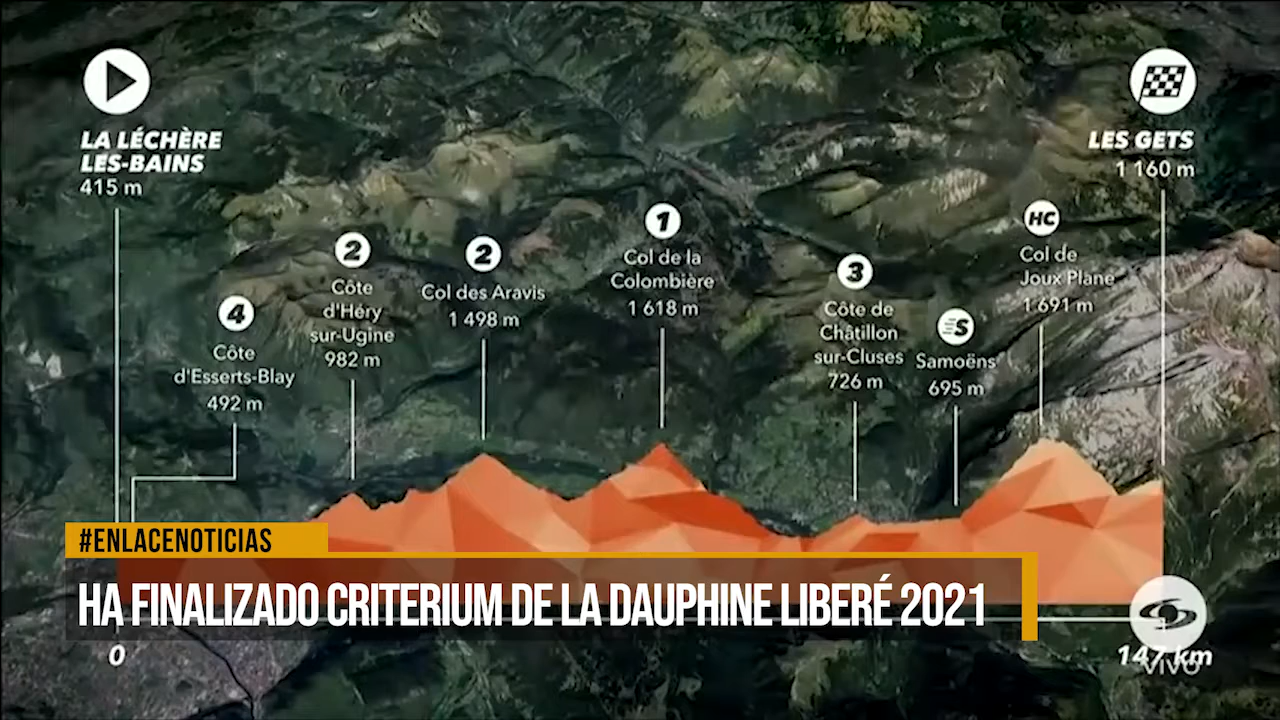 LA LÉCHÈRE
LES-BAINS
415 m
4
Côte
d'Esserts-Blay
492 m
2
Côte
d'Héry
sur-Ugine
982 m
2
Col des Aravis
1 498 m
1
Col de la
Colombière
1 618 m
3
Côte de
Châtillon
sur-Cluses
726 m
S
Samoëns
695 m
HC
Col de
Joux Plane
1 691 m
LES GETS
1 160 m
#ENLACENOTICIAS
HA FINALIZADO CRITERIUM DE LA DAUPHINE LIBERÉ 2021
0
147 km
VIVO